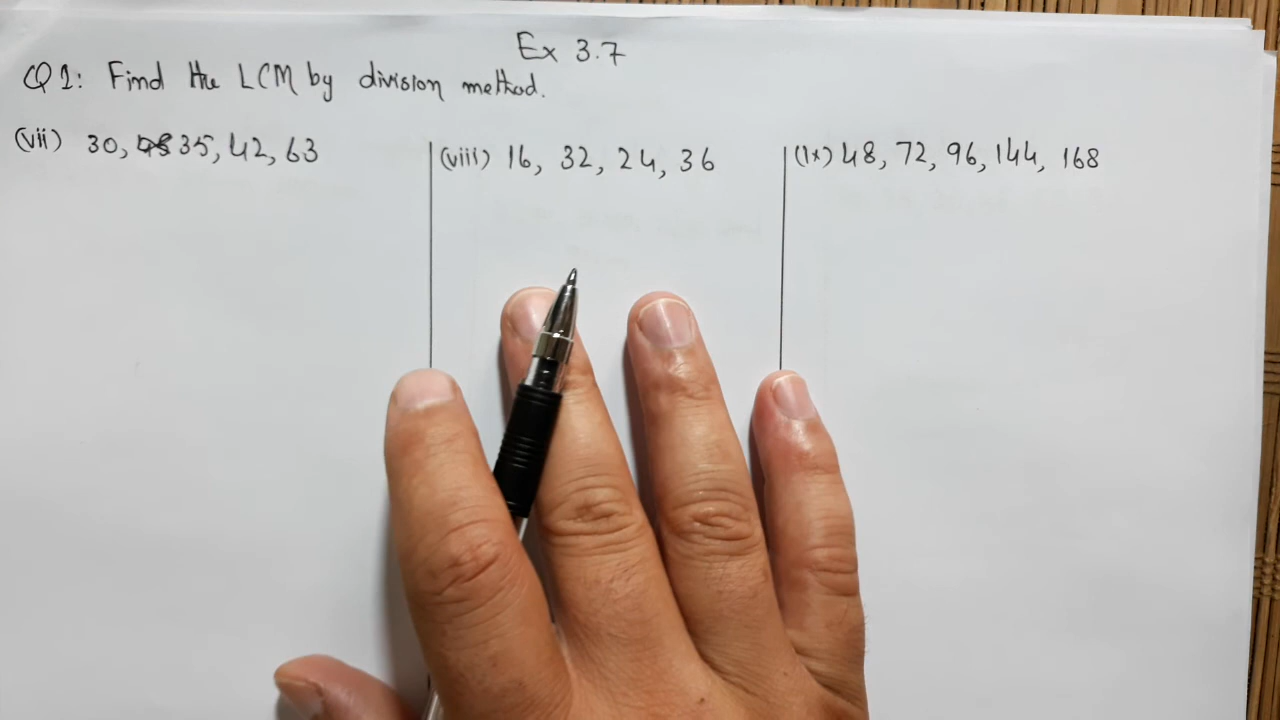 Ex 3.7
Q1: Find the LCM by division method.
(vii) 30, 35, 42, 63
(viii) 16, 32, 24, 36
(ix) 48, 72, 96, 144, 168